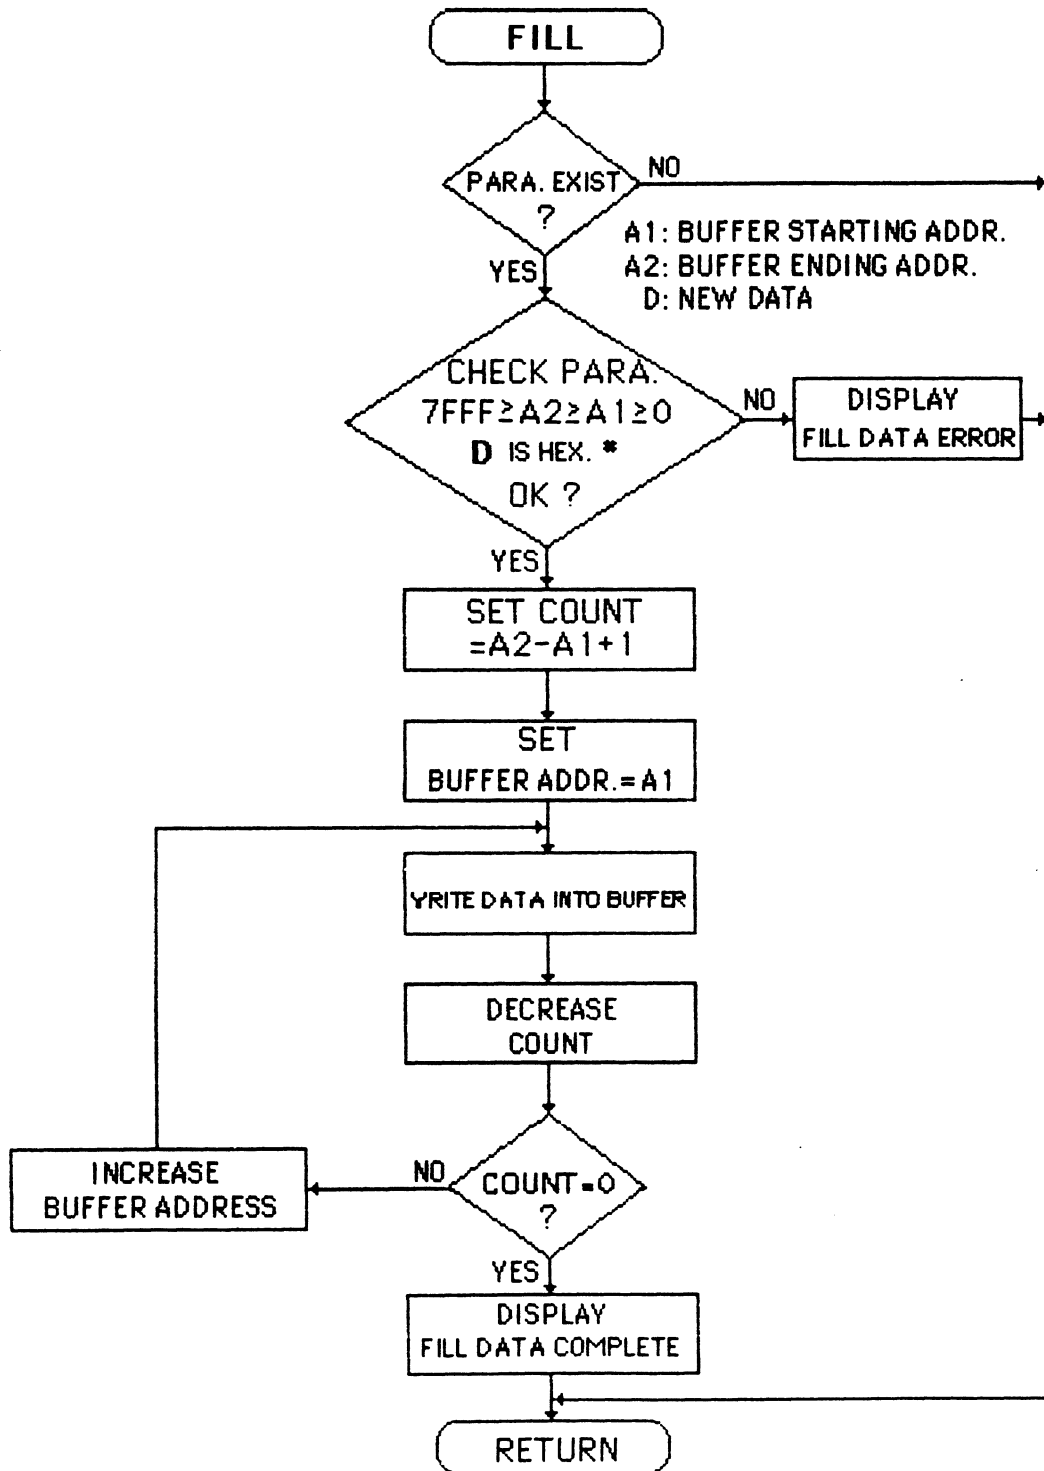 FILL
PARA. EXIST
?
NO
YES
A1: BUFFER STARTING ADDR.
A2: BUFFER ENDING ADDR.
D: NEW DATA
CHECK PARA.
7FFF≥A2≥A1≥0
D IS HEX. *
OK ?
NO
DISPLAY
FILL DATA ERROR
YES
SET COUNT
=A2-A1+1
SET
BUFFER ADDR.=A1
WRITE DATA INTO BUFFER
DECREASE
COUNT
COUNT=0
?
NO
INCREASE
BUFFER ADDRESS
YES
DISPLAY
FILL DATA COMPLETE
RETURN